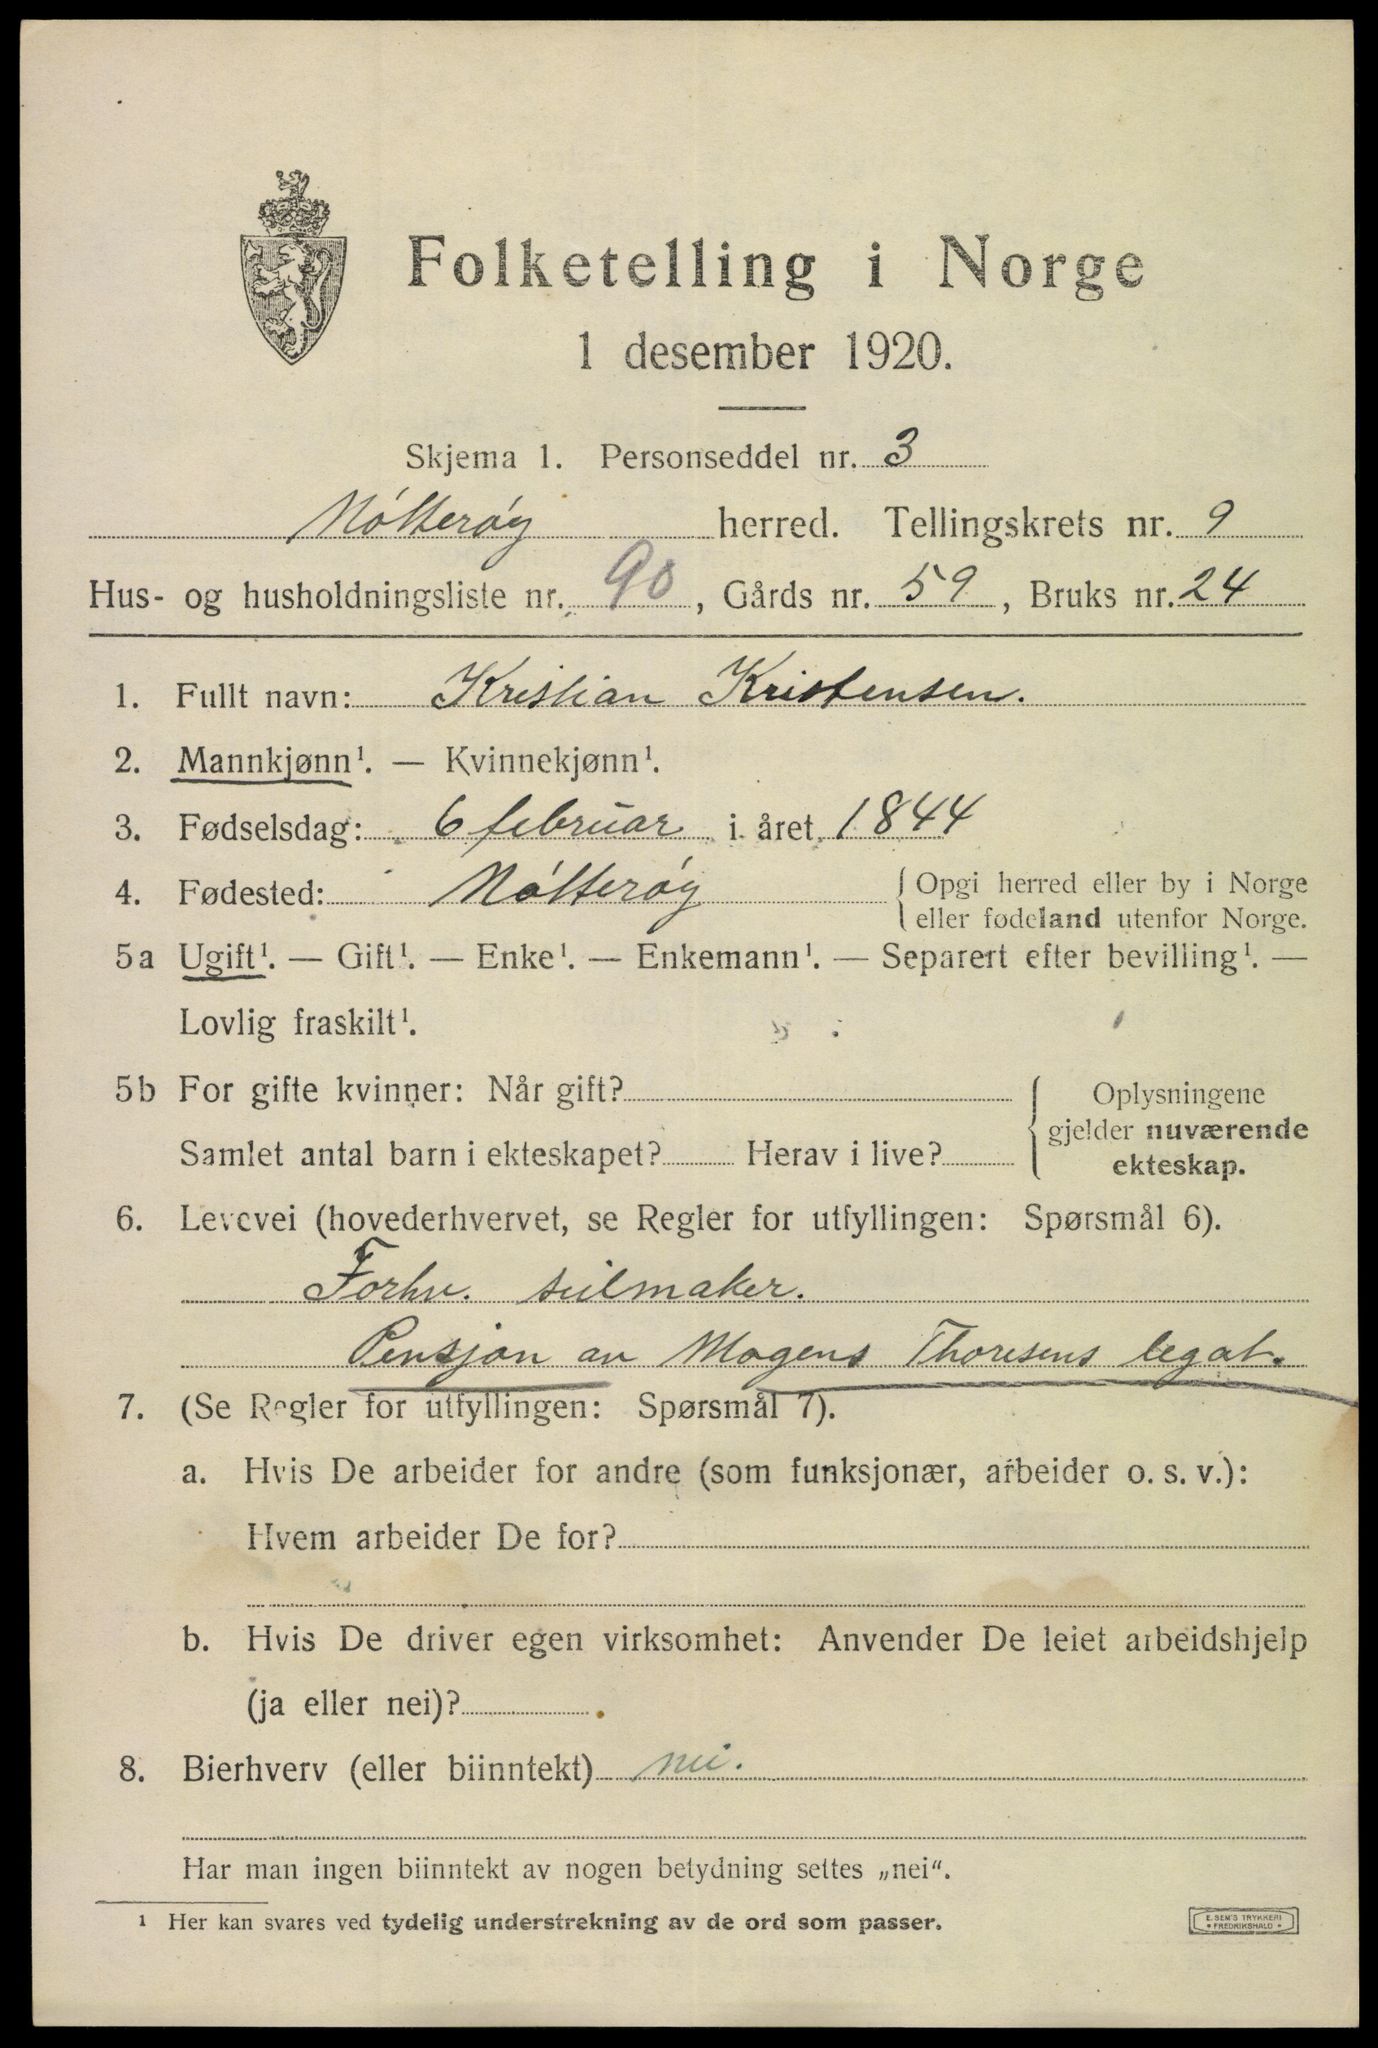 Folketelling i Norge
1 desember 1920.
Skjema 1. Personseddel nr. 3
Nótterøy herred. Tellingskrets nr. 9
Hus- og husholdningsliste nr. 90, Gårds nr. 59, Bruks nr. 24
1. Fullt navn: Kristian Kristensen.
2. Mannkjønn¹. — Kvinnekjønn¹.
3. Fødselsdag: 6 februar i året 1844
4. Fødested: Nótterøy {Opgi herred eller by i Norge
eller fødeland utenfor Norge.
5a Ugift¹. — Gift¹. — Enke¹. — Enkemann¹. — Separert efter bevilling¹. —
Lovlig fraskilt¹.
5b For gifte kvinner: Når gift?
Samlet antal barn i ekteskapet? Herav i live?
{Oplysningene
gjelder nuværende
ekteskap.
6. Levevei (hovederhvervet, se Regler for utfyllingen: Spørsmål 6).
Forhv. seilmaker.
Pensjon av Mogens Thoresens legat.
7. (Se Regler for utfyllingen: Spørsmål 7).
a. Hvis De arbeider for andre (som funksjonær, arbeider o. s. v.):
Hvem arbeider De for?
b. Hvis De driver egen virksomhet: Anvender De leiet arbeidshjelp
(ja eller nei)?
8. Bierhverv (eller biinntekt) nei.
Har man ingen biinntekt av nogen betydning settes „nei“.
¹ Her kan svares ved tydelig understrekning av de ord som passer.
E. SEM'S TRYKKERI
• FREDRIKSHALD •